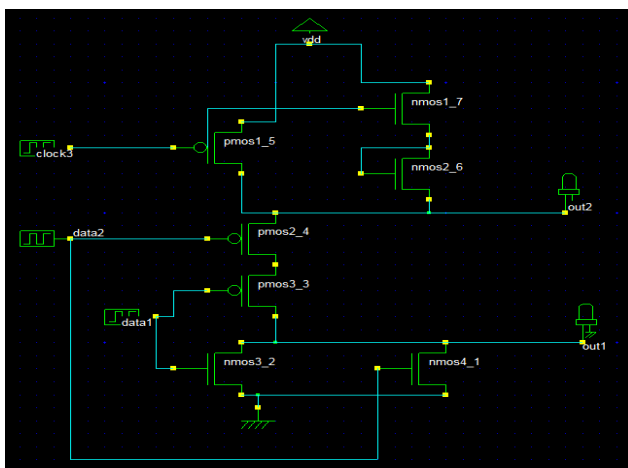 vdd
nmos1_7
pmos1_5
clock3
nmos2_6
out2
data2
pmos2_4
pmos3_3
data1
out1
nmos3_2
nmos4_1